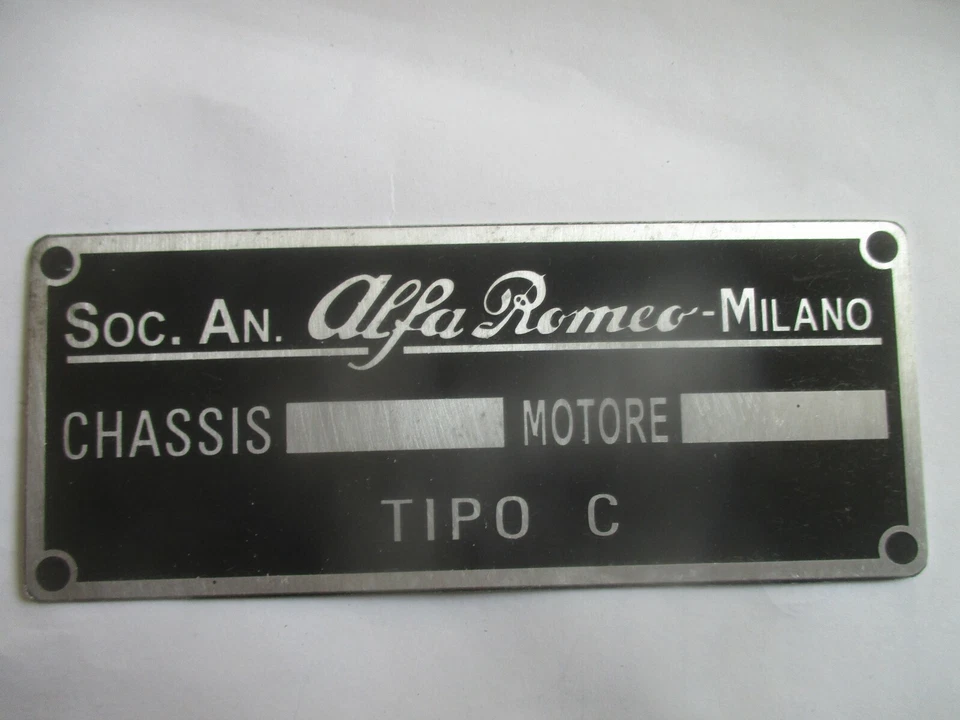 Soc. An. Alfa Romeo - Milano
CHASSIS MOTORE
TIPO C